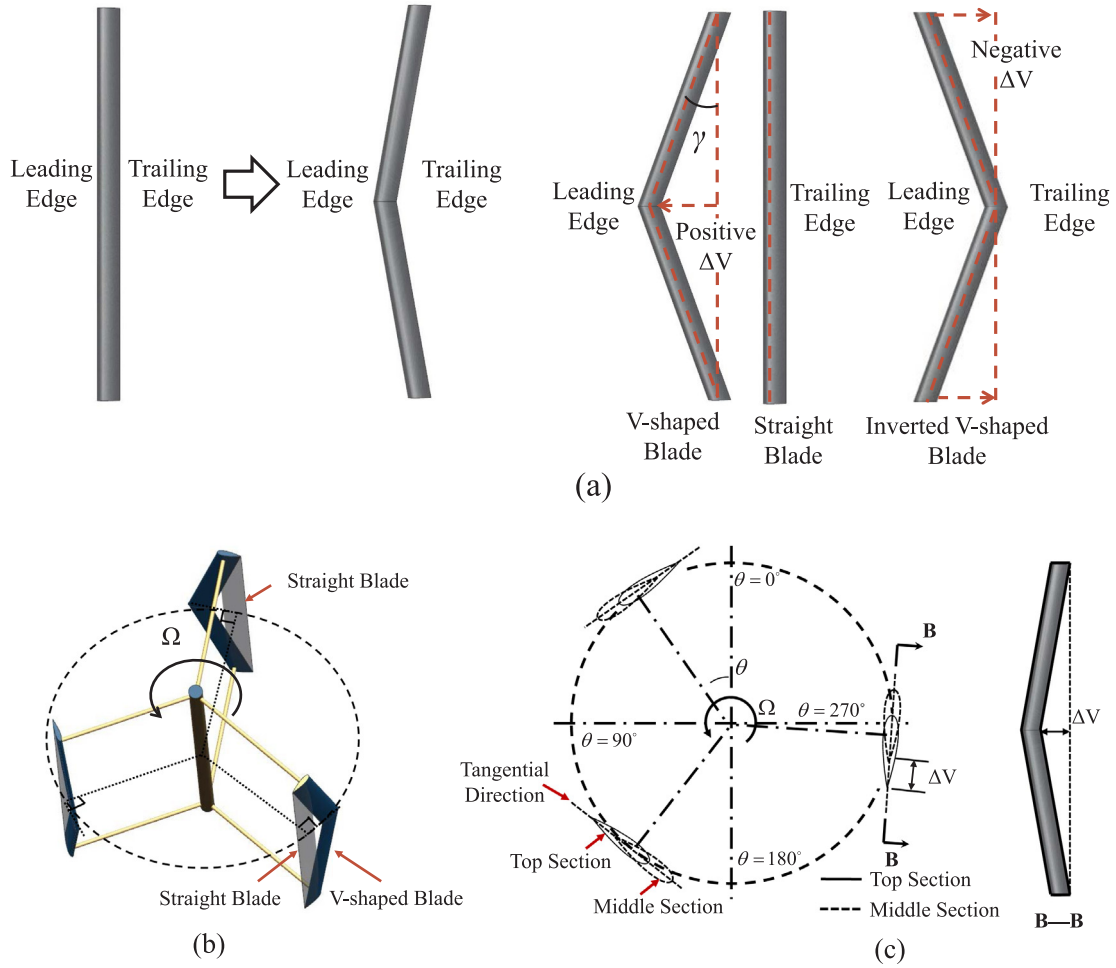 Leading
Edge
Trailing
Edge
Leading
Edge
Trailing
Edge
γ
Leading
Edge
Positive
ΔV
Trailing
Edge
Negative
ΔV
Leading
Edge
Trailing
Edge
V-shaped
Blade
Straight
Blade
Inverted V-shaped
Blade
(a)
Straight Blade
Ω
Straight Blade
V-shaped Blade
(b)
θ = 0°
θ
Ω
θ = 90°
θ = 270°
θ = 180°
B
ΔV
B
Tangential
Direction
Top Section
Middle Section
Top Section
Middle Section
(c)
ΔV
B—B